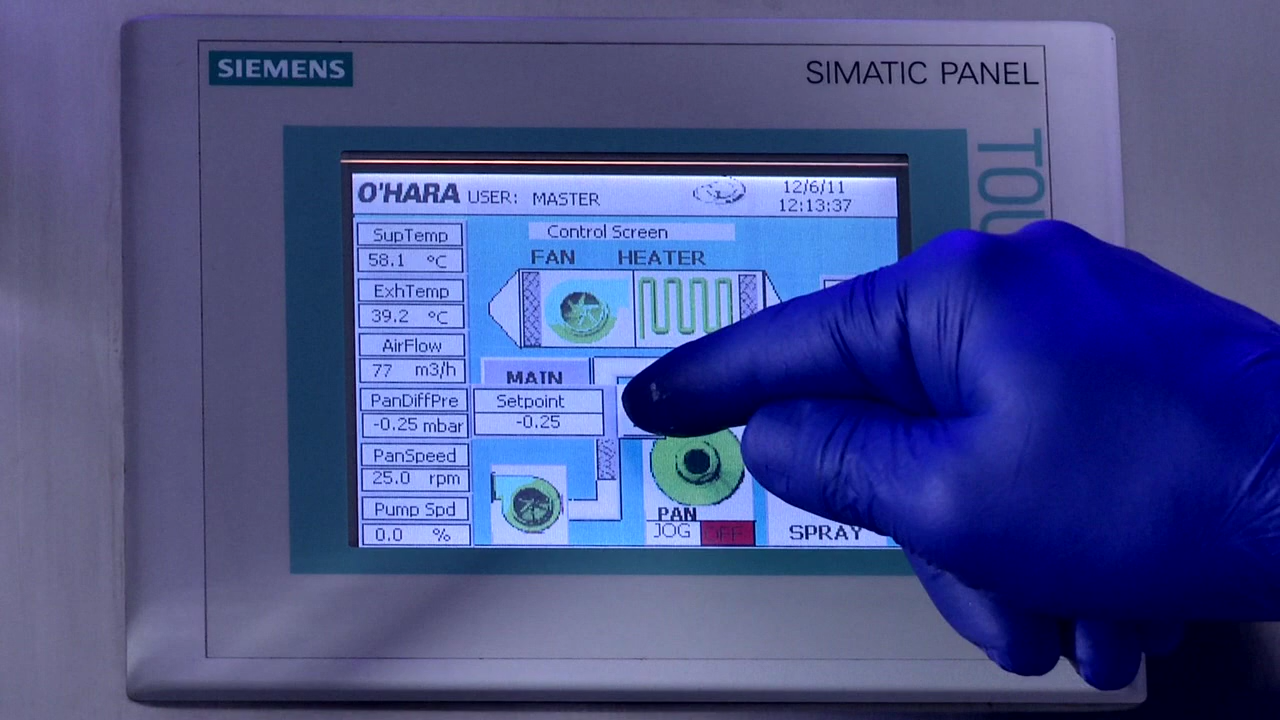 SIEMENS
SIMATIC PANEL
TOU
O'HARA USER: MASTER
12/6/11
12:13:37
Control Screen
FAN HEATER
SupTemp
58.1 °C
ExhTemp
39.2 °C
AirFlow
77 m3/h
MAIN
PanDiffPre
-0.25 mbar
Setpoint
-0.25
PanSpeed
25.0 rpm
Pump Spd
0.0 %
PAN
JOG OFF
SPRAY